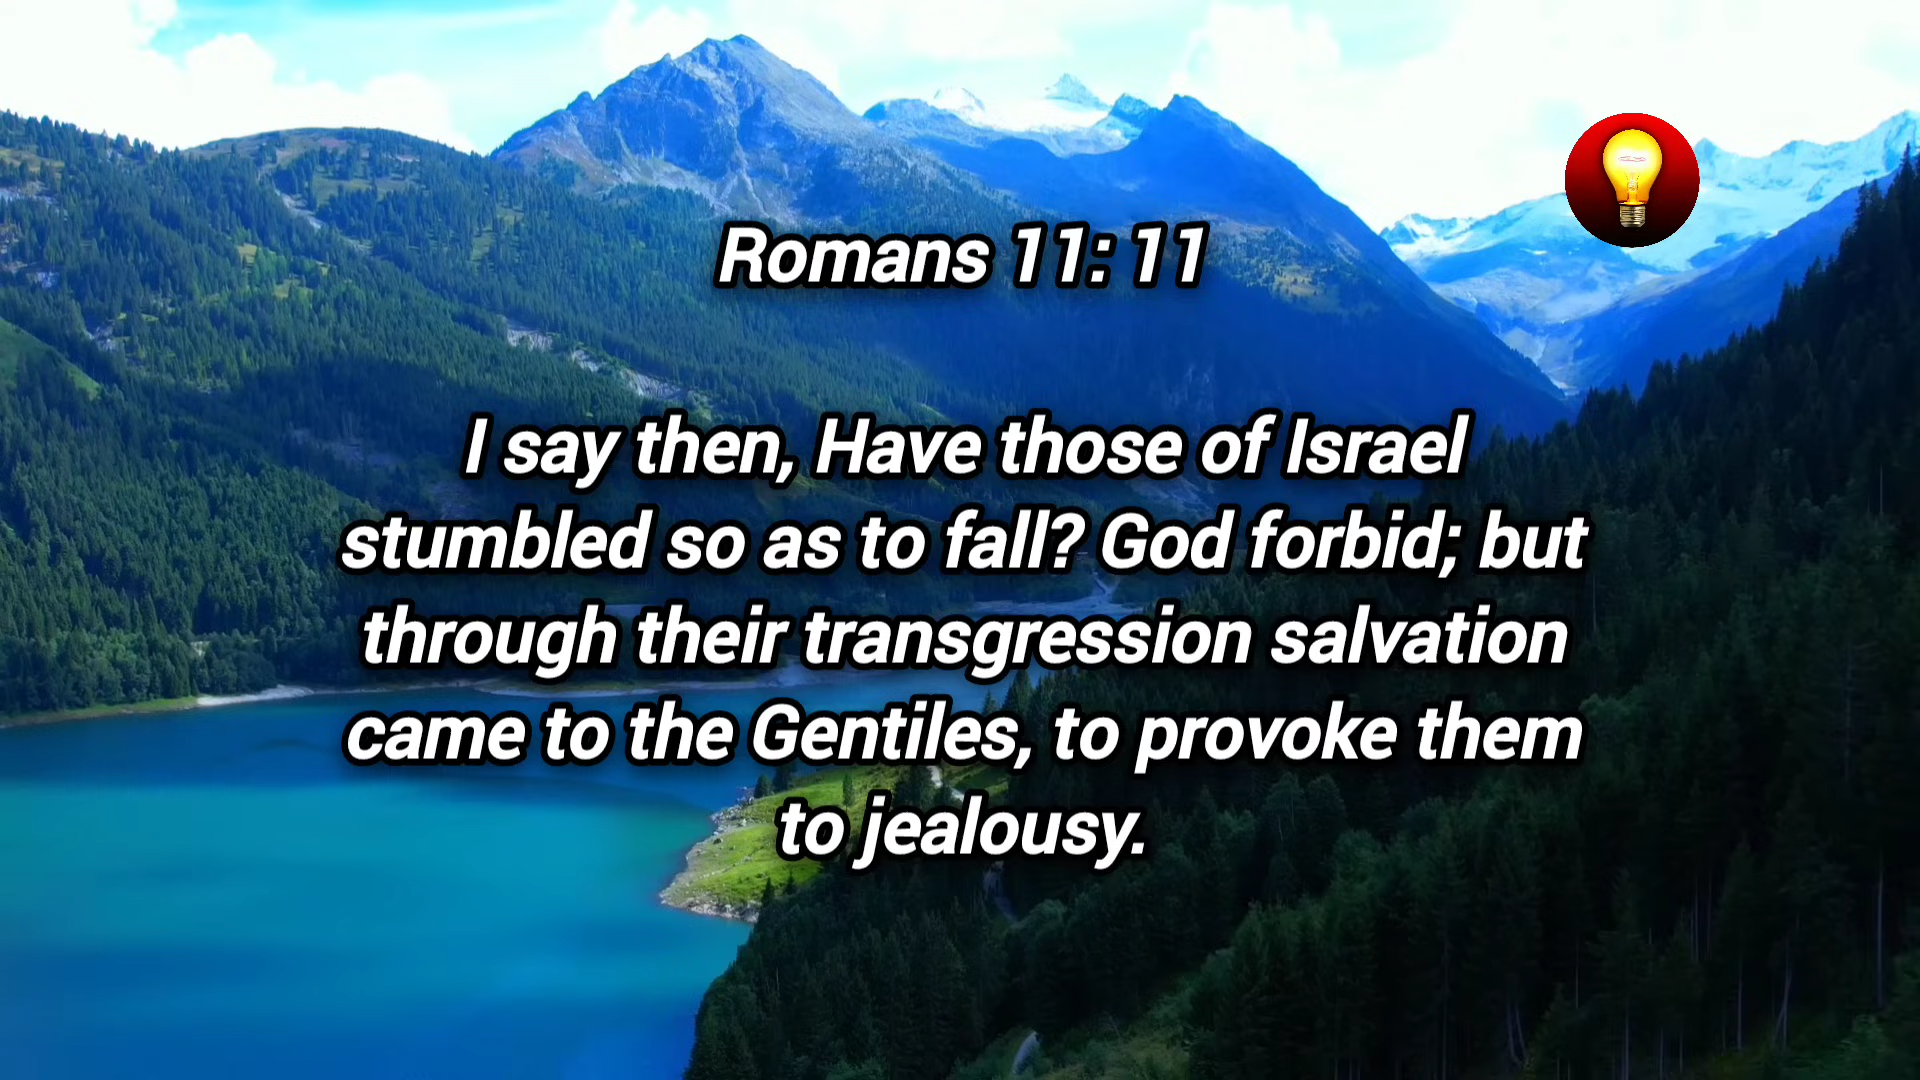 Romans 11: 11
I say then, Have those of Israel
stumbled so as to fall? God forbid; but
through their transgression salvation
came to the Gentiles, to provoke them
to jealousy.